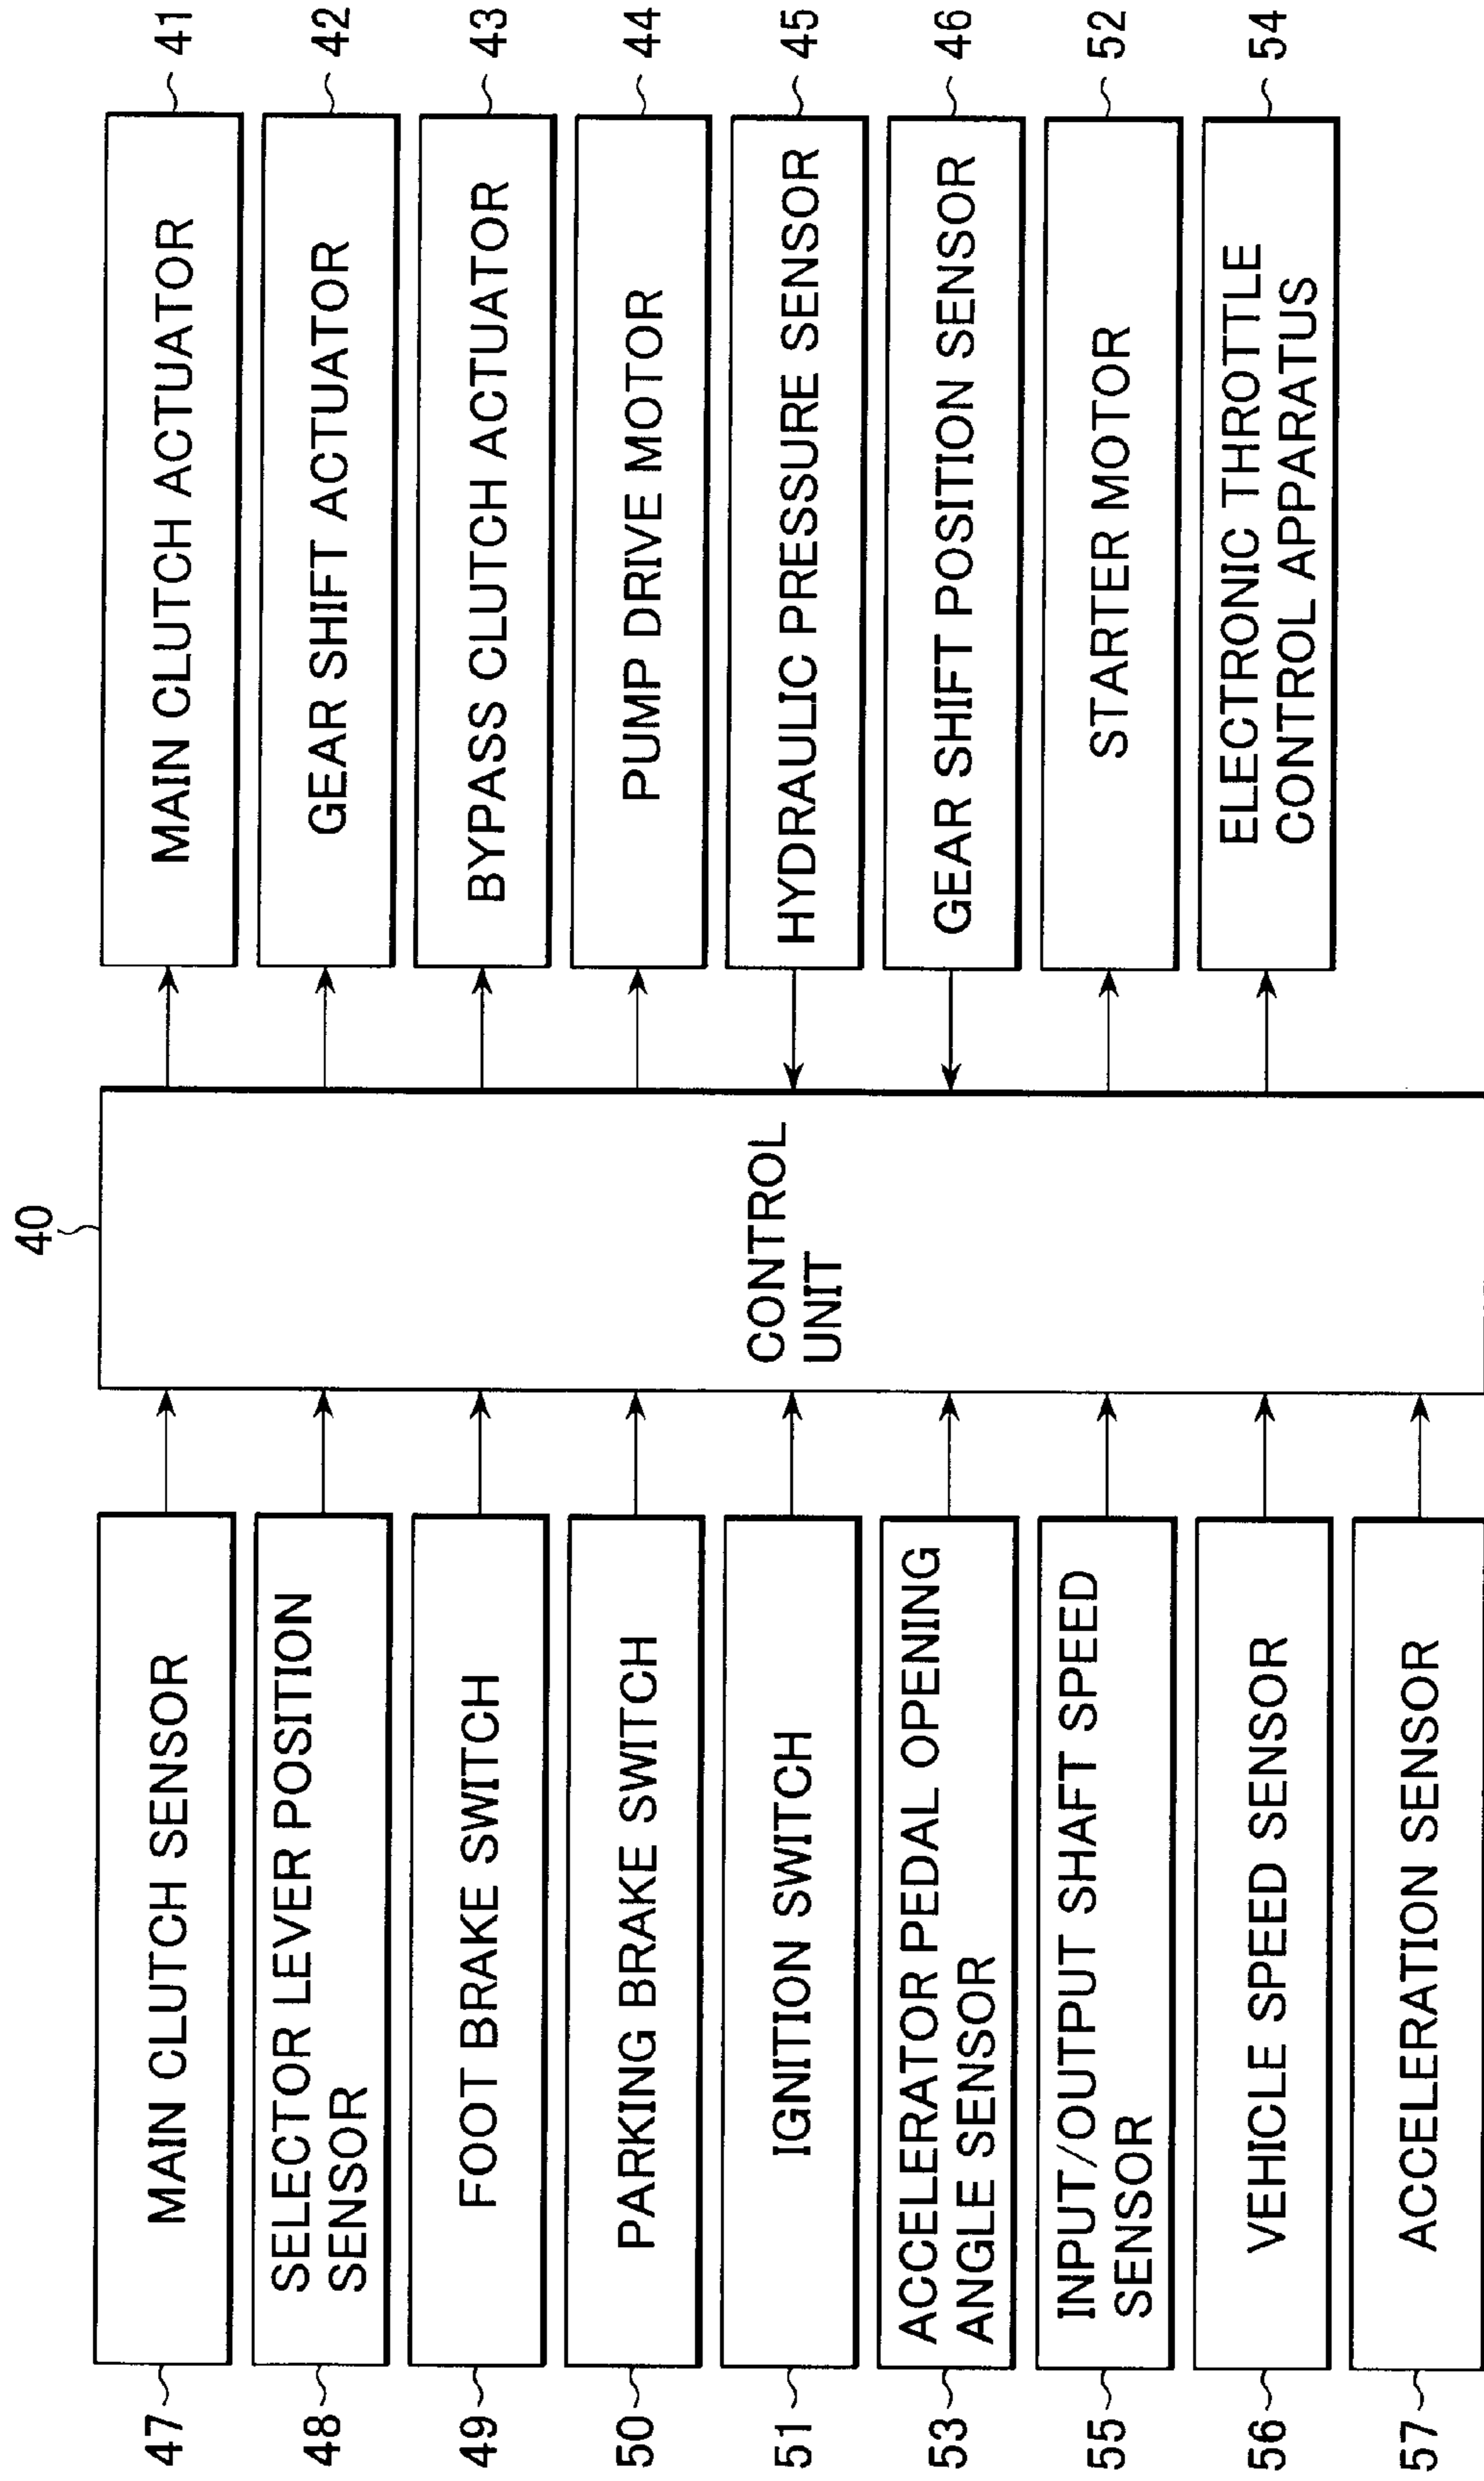 40
47
MAIN CLUTCH SENSOR
48
SELECTOR LEVER POSITION
SENSOR
49
FOOT BRAKE SWITCH
50
PARKING BRAKE SWITCH
51
IGNITION SWITCH
53
ACCELERATOR PEDAL OPENING
ANGLE SENSOR
55
INPUT/OUTPUT SHAFT SPEED
SENSOR
56
VEHICLE SPEED SENSOR
57
ACCELERATION SENSOR
CONTROL
UNIT
MAIN CLUTCH ACTUATOR
41
GEAR SHIFT ACTUATOR
42
BYPASS CLUTCH ACTUATOR
43
PUMP DRIVE MOTOR
44
HYDRAULIC PRESSURE SENSOR
45
GEAR SHIFT POSITION SENSOR
46
STARTER MOTOR
52
ELECTRONIC THROTTLE
CONTROL APPARATUS
54